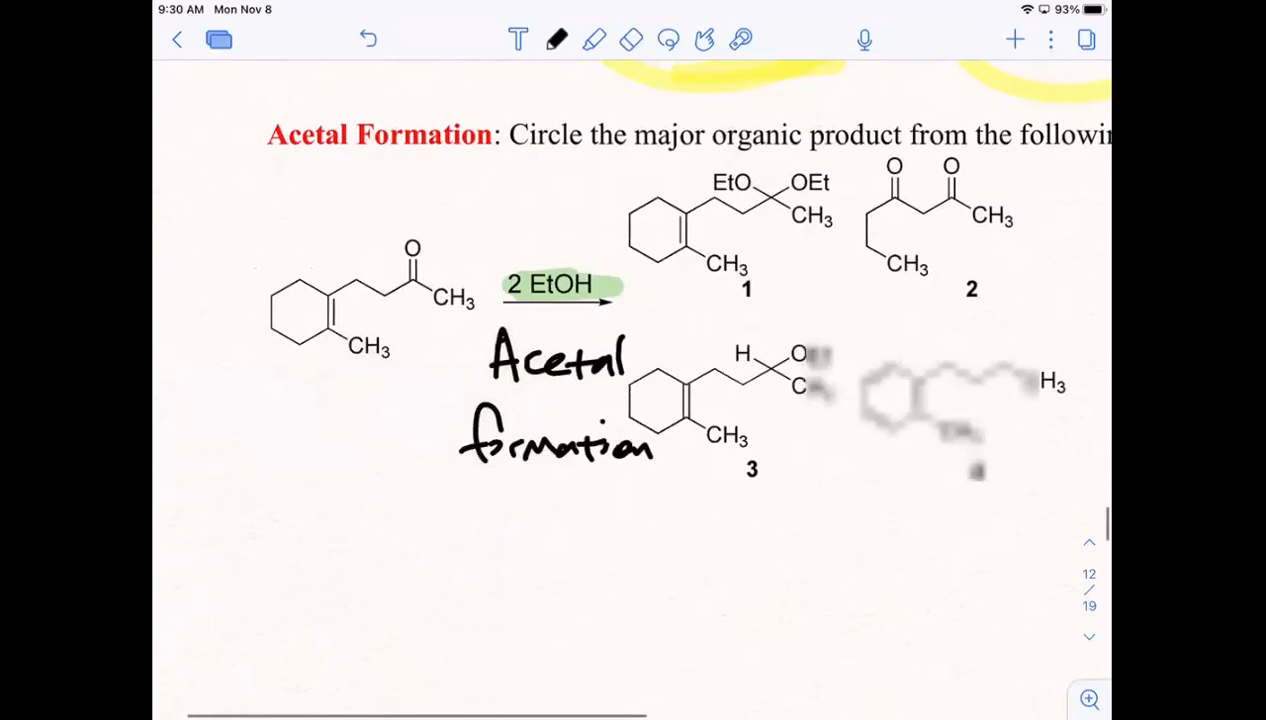 9:30 AM Mon Nov 8
93%
T
Acetal Formation: Circle the major organic product from the followin
O
CH3
CH3
2 EtOH
Acetal
formation
EtO OEt
CH3
CH3
1
O O
CH3
CH3
2
H
CH3
3
H3
12
/
19